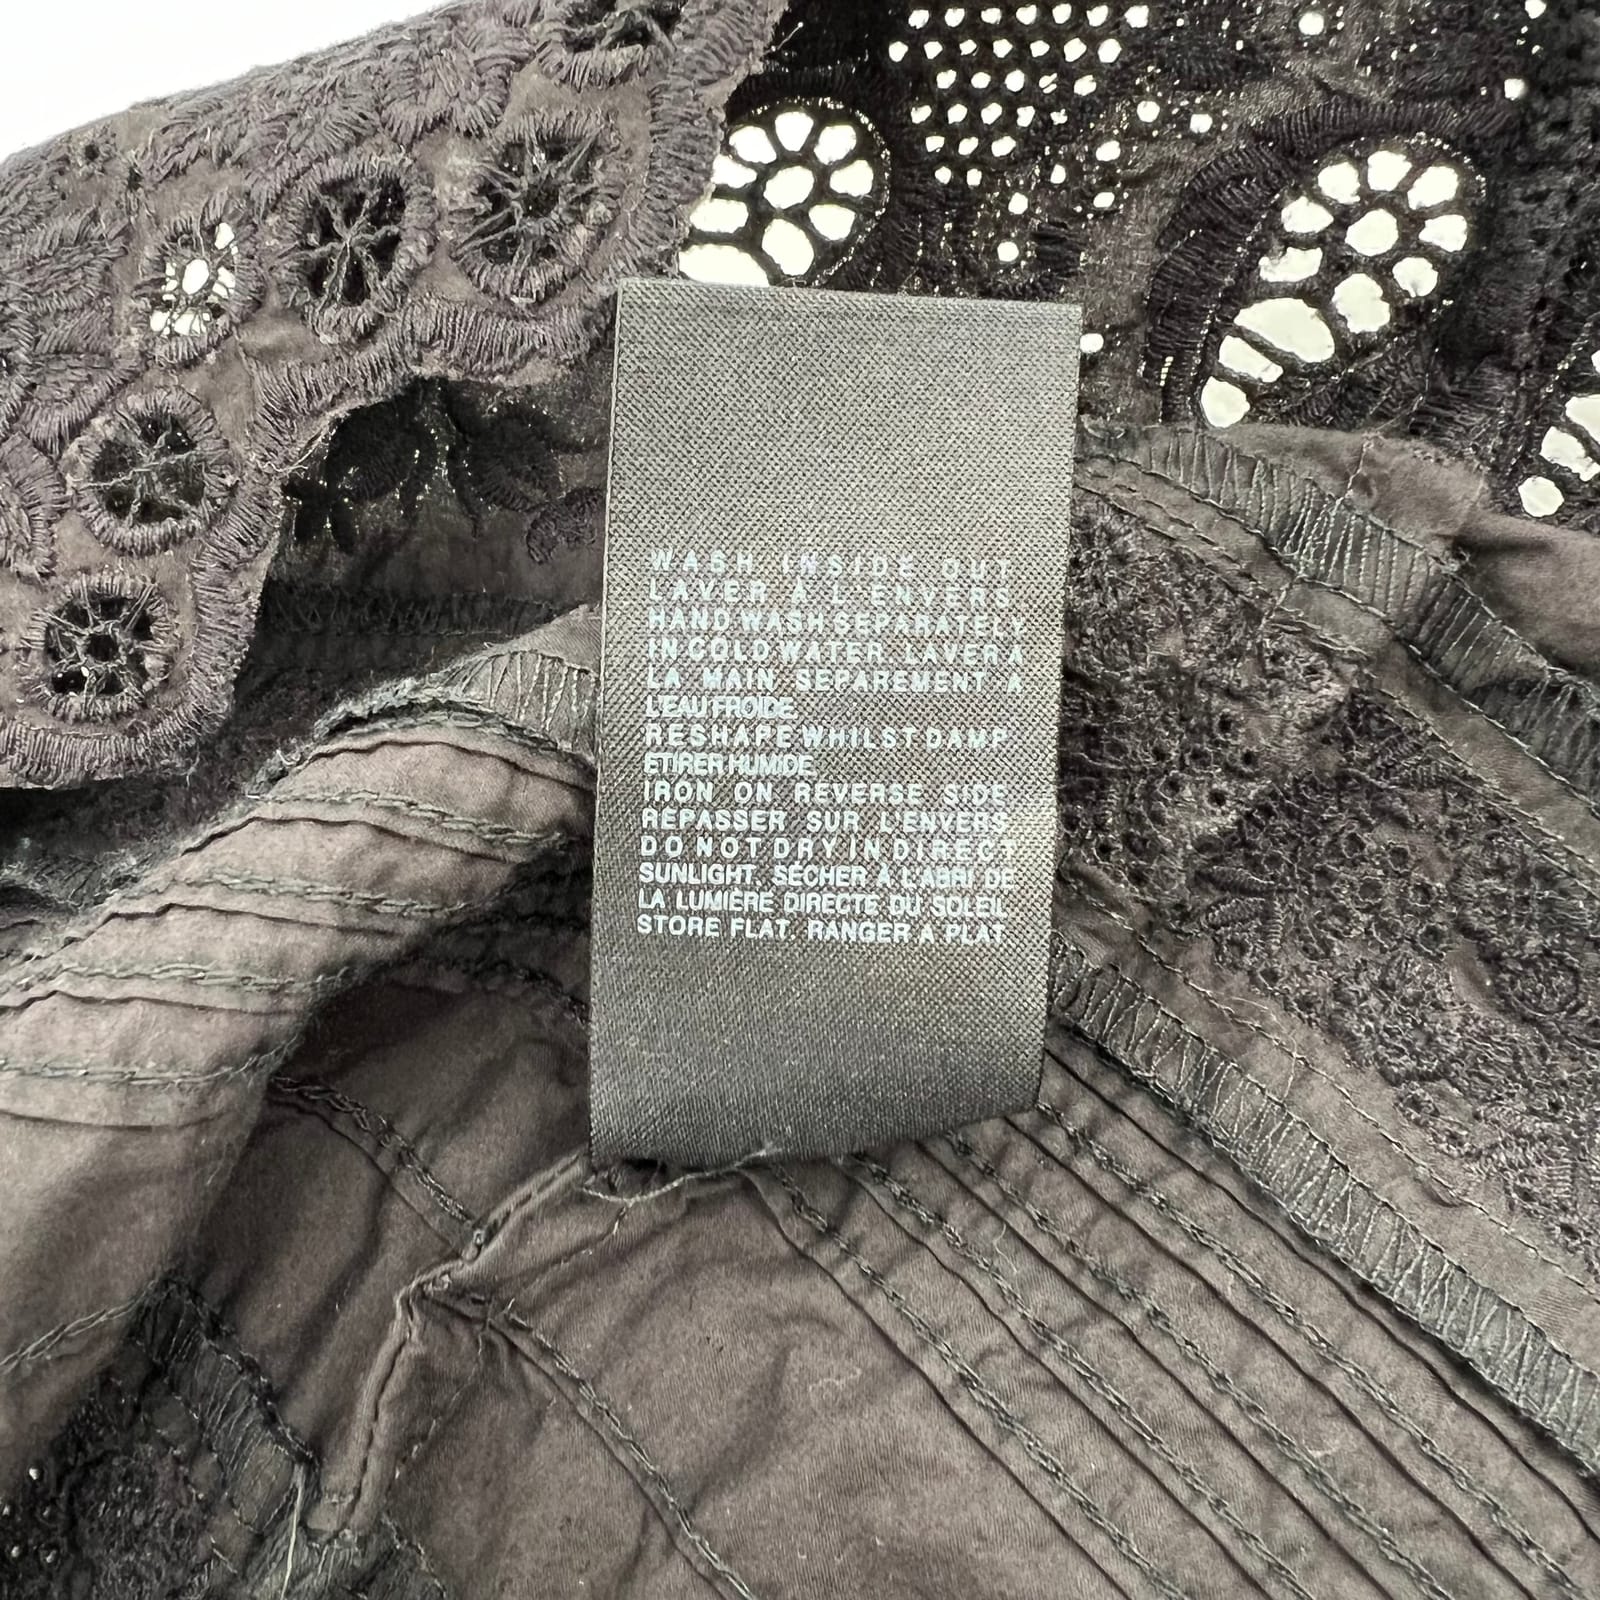 WASH INSIDE OUT
LAVER À L'ENVERS
HAND WASH SEPARATELY
IN COLD WATER. LAVER A
LA MAIN SEPAREMENT A
L'EAU FROIDE
RESHAPE WHILST DAMP
ETIRER HUMIDE
IRON ON REVERSE SIDE
REPASSER SUR L'ENVERS
DO NOT DRY IN DIRECT
SUNLIGHT. SÉCHER A L'ABRI DE
LA LUMIÈRE DIRECTE DU SOLEIL
STORE FLAT. RANGER A PLAT